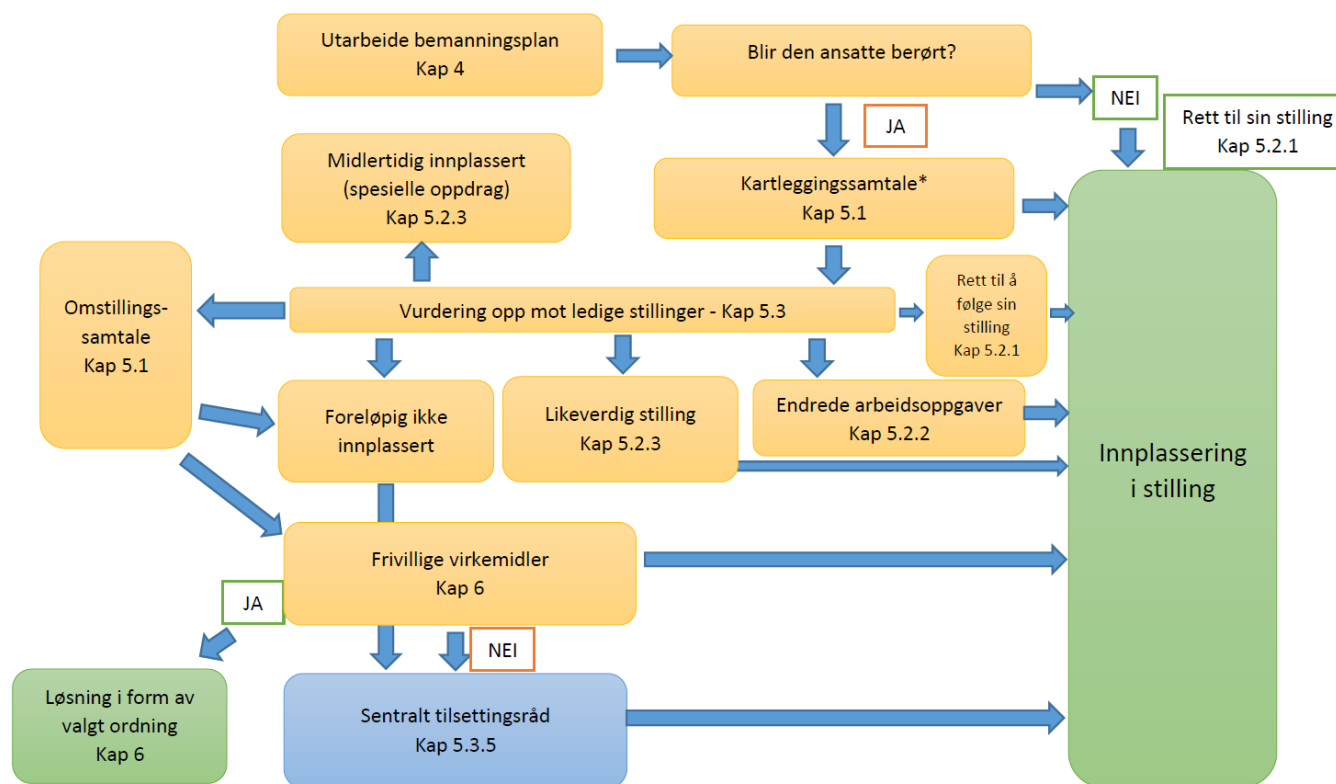 Utarbeide bemanningsplan
Kap 4
Blir den ansatte berørt?
NEI
Rett til sin stilling
Kap 5.2.1
JA
Midlertidig innplassert
(spesielle oppdrag)
Kap 5.2.3
Kartleggingssamtale*
Kap 5.1
Omstillings-
samtale
Kap 5.1
Vurdering opp mot ledige stillinger - Kap 5.3
Rett til å
følge sin
stilling
Kap 5.2.1
Foreløpig ikke
innplassert
Likeverdig stilling
Kap 5.2.3
Endrede arbeidsoppgaver
Kap 5.2.2
Innplassering
i stilling
Frivillige virkemidler
Kap 6
JA
NEI
Løsning i form av
valgt ordning
Kap 6
Sentralt tilsettingsråd
Kap 5.3.5